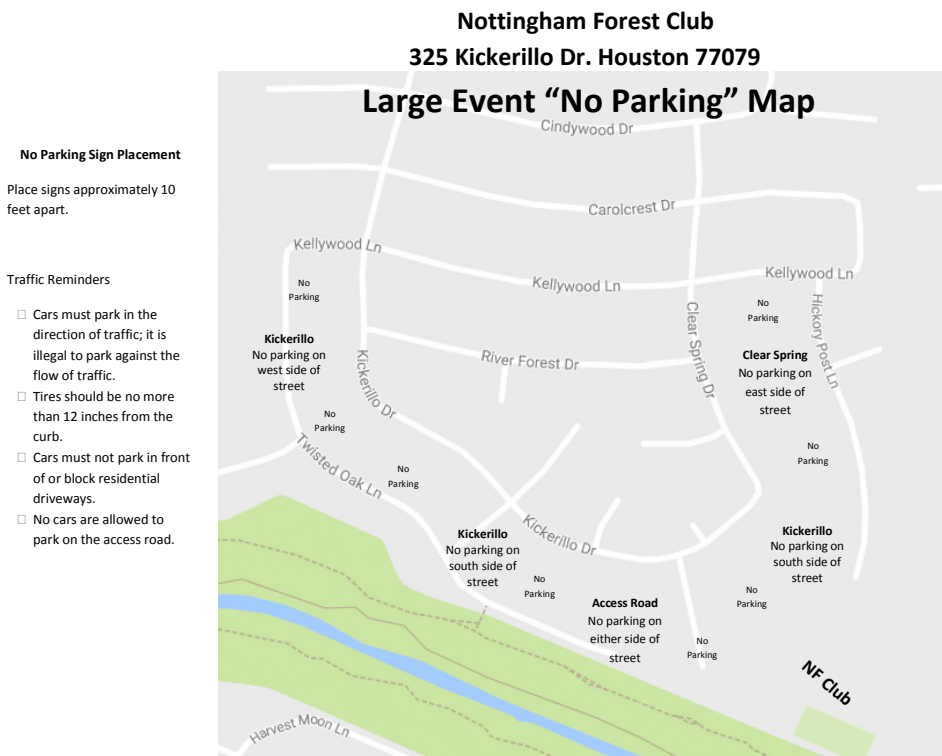 Nottingham Forest Club
325 Kickerillo Dr. Houston 77079
Large Event “No Parking” Map
No Parking Sign Placement
Place signs approximately 10
feet apart.
Traffic Reminders
☐ Cars must park in the
direction of traffic; it is
illegal to park against the
flow of traffic.
☐ Tires should be no more
than 12 inches from the
curb.
☐ Cars must not park in front
of or block residential
driveways.
☐ No cars are allowed to
park on the access road.
Cindywood Dr
Carolcrest Dr
Kellywood Ln
Kellywood Ln
Kellywood Ln
No
Parking
No
Parking
Hickory Post Ln
Clear Spring Dr
Kickerillo
No parking on
west side of
street
Kickerillo Dr
River Forest Dr
Clear Spring
No parking on
east side of
street
No
Parking
Twisted Oak Ln
No
Parking
No
Parking
Kickerillo Dr
Kickerillo
No parking on
south side of
street
Kickerillo
No parking on
south side of
street
No
Parking
No
Parking
Access Road
No parking on
either side of
street
No
Parking
NF Club
Harvest Moon Ln